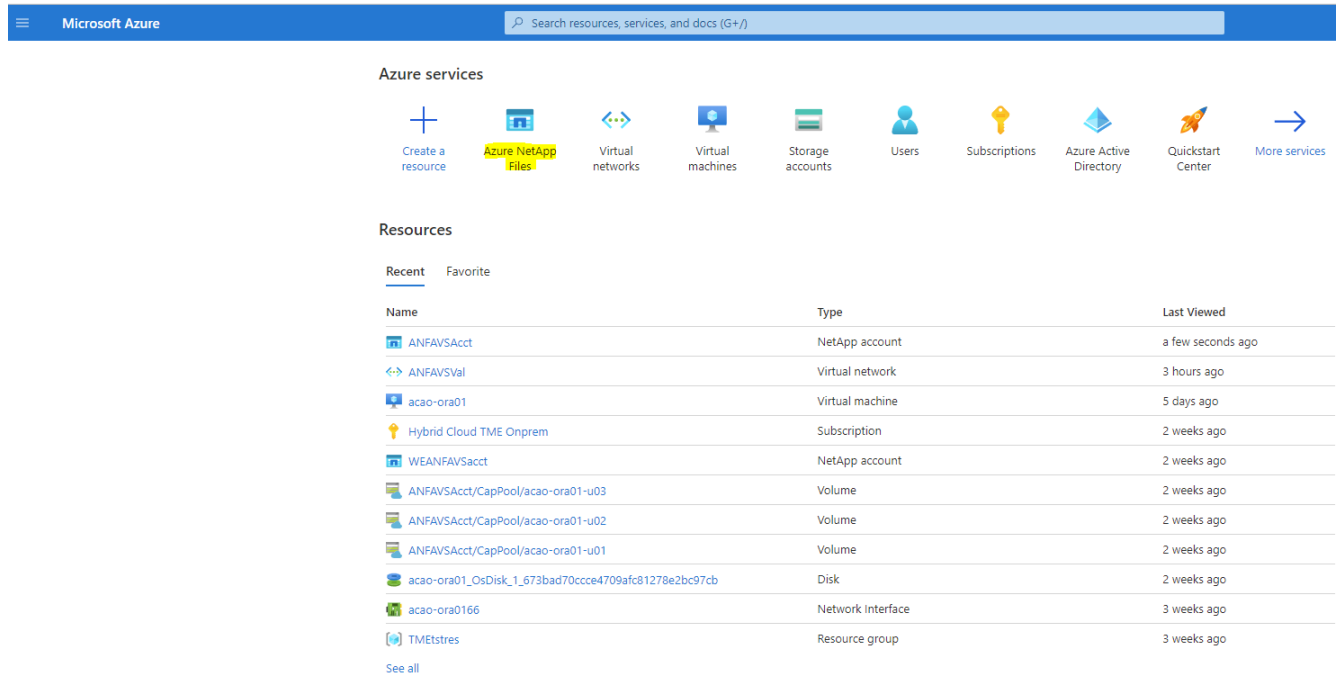 Microsoft Azure
Search resources, services, and docs (G+/)
Azure services
Create a resource
Azure NetApp Files
Virtual networks
Virtual machines
Storage accounts
Users
Subscriptions
Azure Active Directory
Quickstart Center
More services
Resources
Recent Favorite
Name Type Last Viewed
ANFAVSAcct NetApp account a few seconds ago
ANFAVSVal Virtual network 3 hours ago
acao-ora01 Virtual machine 5 days ago
Hybrid Cloud TME Onprem Subscription 2 weeks ago
WEANFAVSacct NetApp account 2 weeks ago
ANFAVSAcct/CapPool/acao-ora01-u03 Volume 2 weeks ago
ANFAVSAcct/CapPool/acao-ora01-u02 Volume 2 weeks ago
ANFAVSAcct/CapPool/acao-ora01-u01 Volume 2 weeks ago
acao-ora01_OsDisk_1_673bad70ccce4709afc81278e2bc97cb Disk 2 weeks ago
acao-ora0166 Network Interface 3 weeks ago
TMEtstres Resource group 3 weeks ago
See all